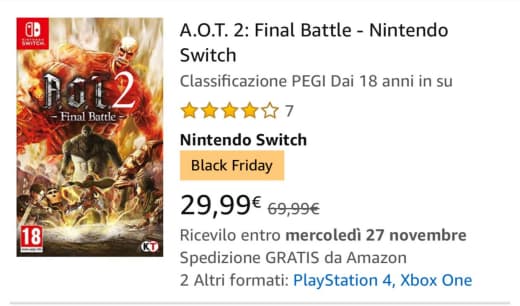 A.O.T. 2: Final Battle - Nintendo
Switch
Classificazione PEGI Dai 18 anni in su
7
Nintendo Switch
Black Friday
29,99€ 69,99€
Ricevilo entro mercoledì 27 novembre
Spedizione GRATIS da Amazon
2 Altri formati: PlayStation 4, Xbox One
NINTENDO
SWITCH
A.O.T.2
- Final Battle -
18
KT